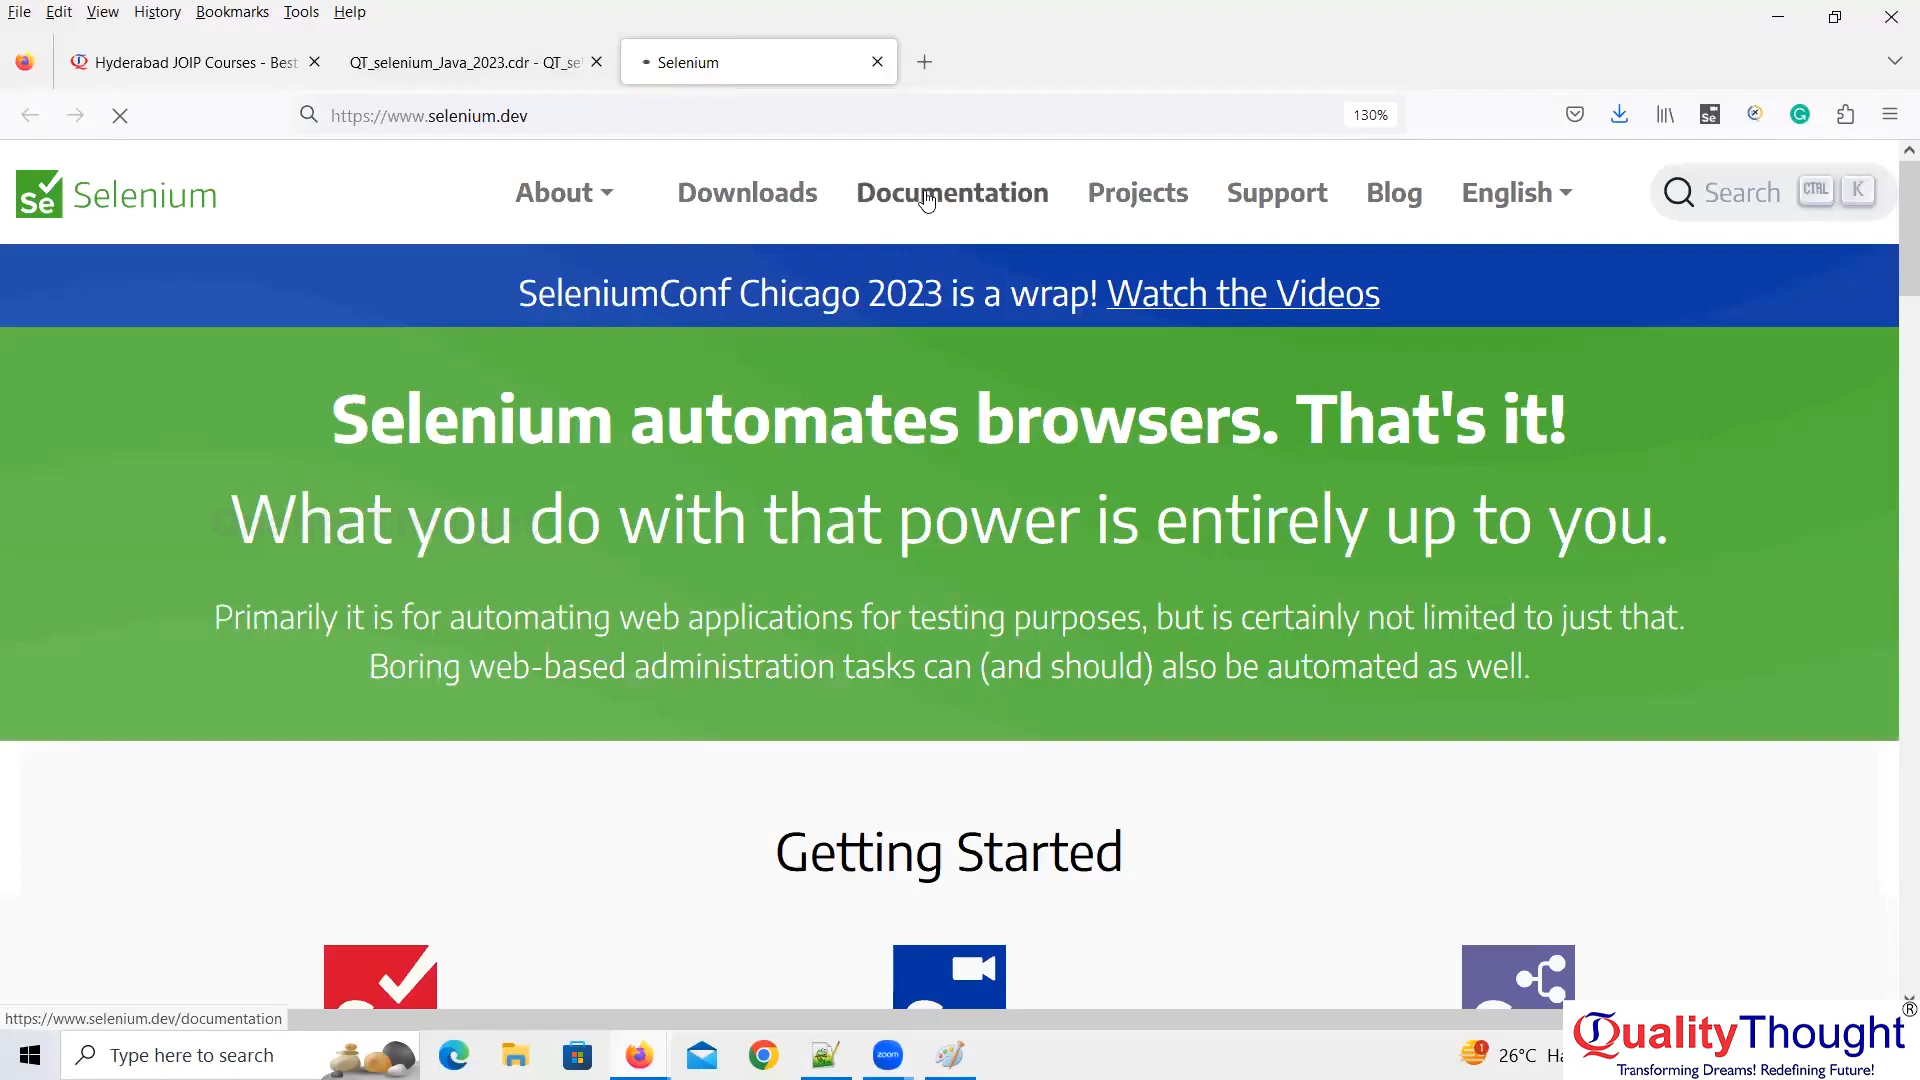 File Edit View History Bookmarks Tools Help
Hyderabad JOIP Courses - Best
QT_selenium_Java_2023.cdr - QT_se
Selenium
https://www.selenium.dev
130%
Se
Se Selenium
About
Downloads
Documentation
Projects
Support
Blog
English
Search CTRL K
SeleniumConf Chicago 2023 is a wrap! Watch the Videos
Selenium automates browsers. That's it!
What you do with that power is entirely up to you.
Primarily it is for automating web applications for testing purposes, but is certainly not limited to just that.
Boring web-based administration tasks can (and should) also be automated as well.
Getting Started
https://www.selenium.dev/documentation
Type here to search
zoom
1
26°C
QualityThought ®
Transforming Dreams! Redefining Future!